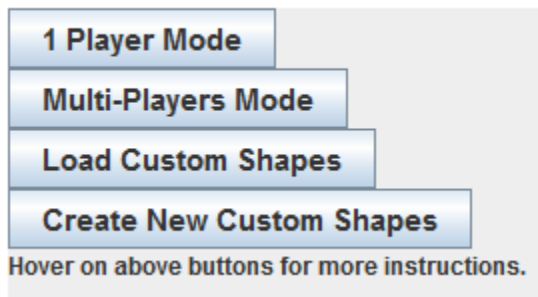 1 Player Mode
Multi-Players Mode
Load Custom Shapes
Create New Custom Shapes
Hover on above buttons for more instructions.